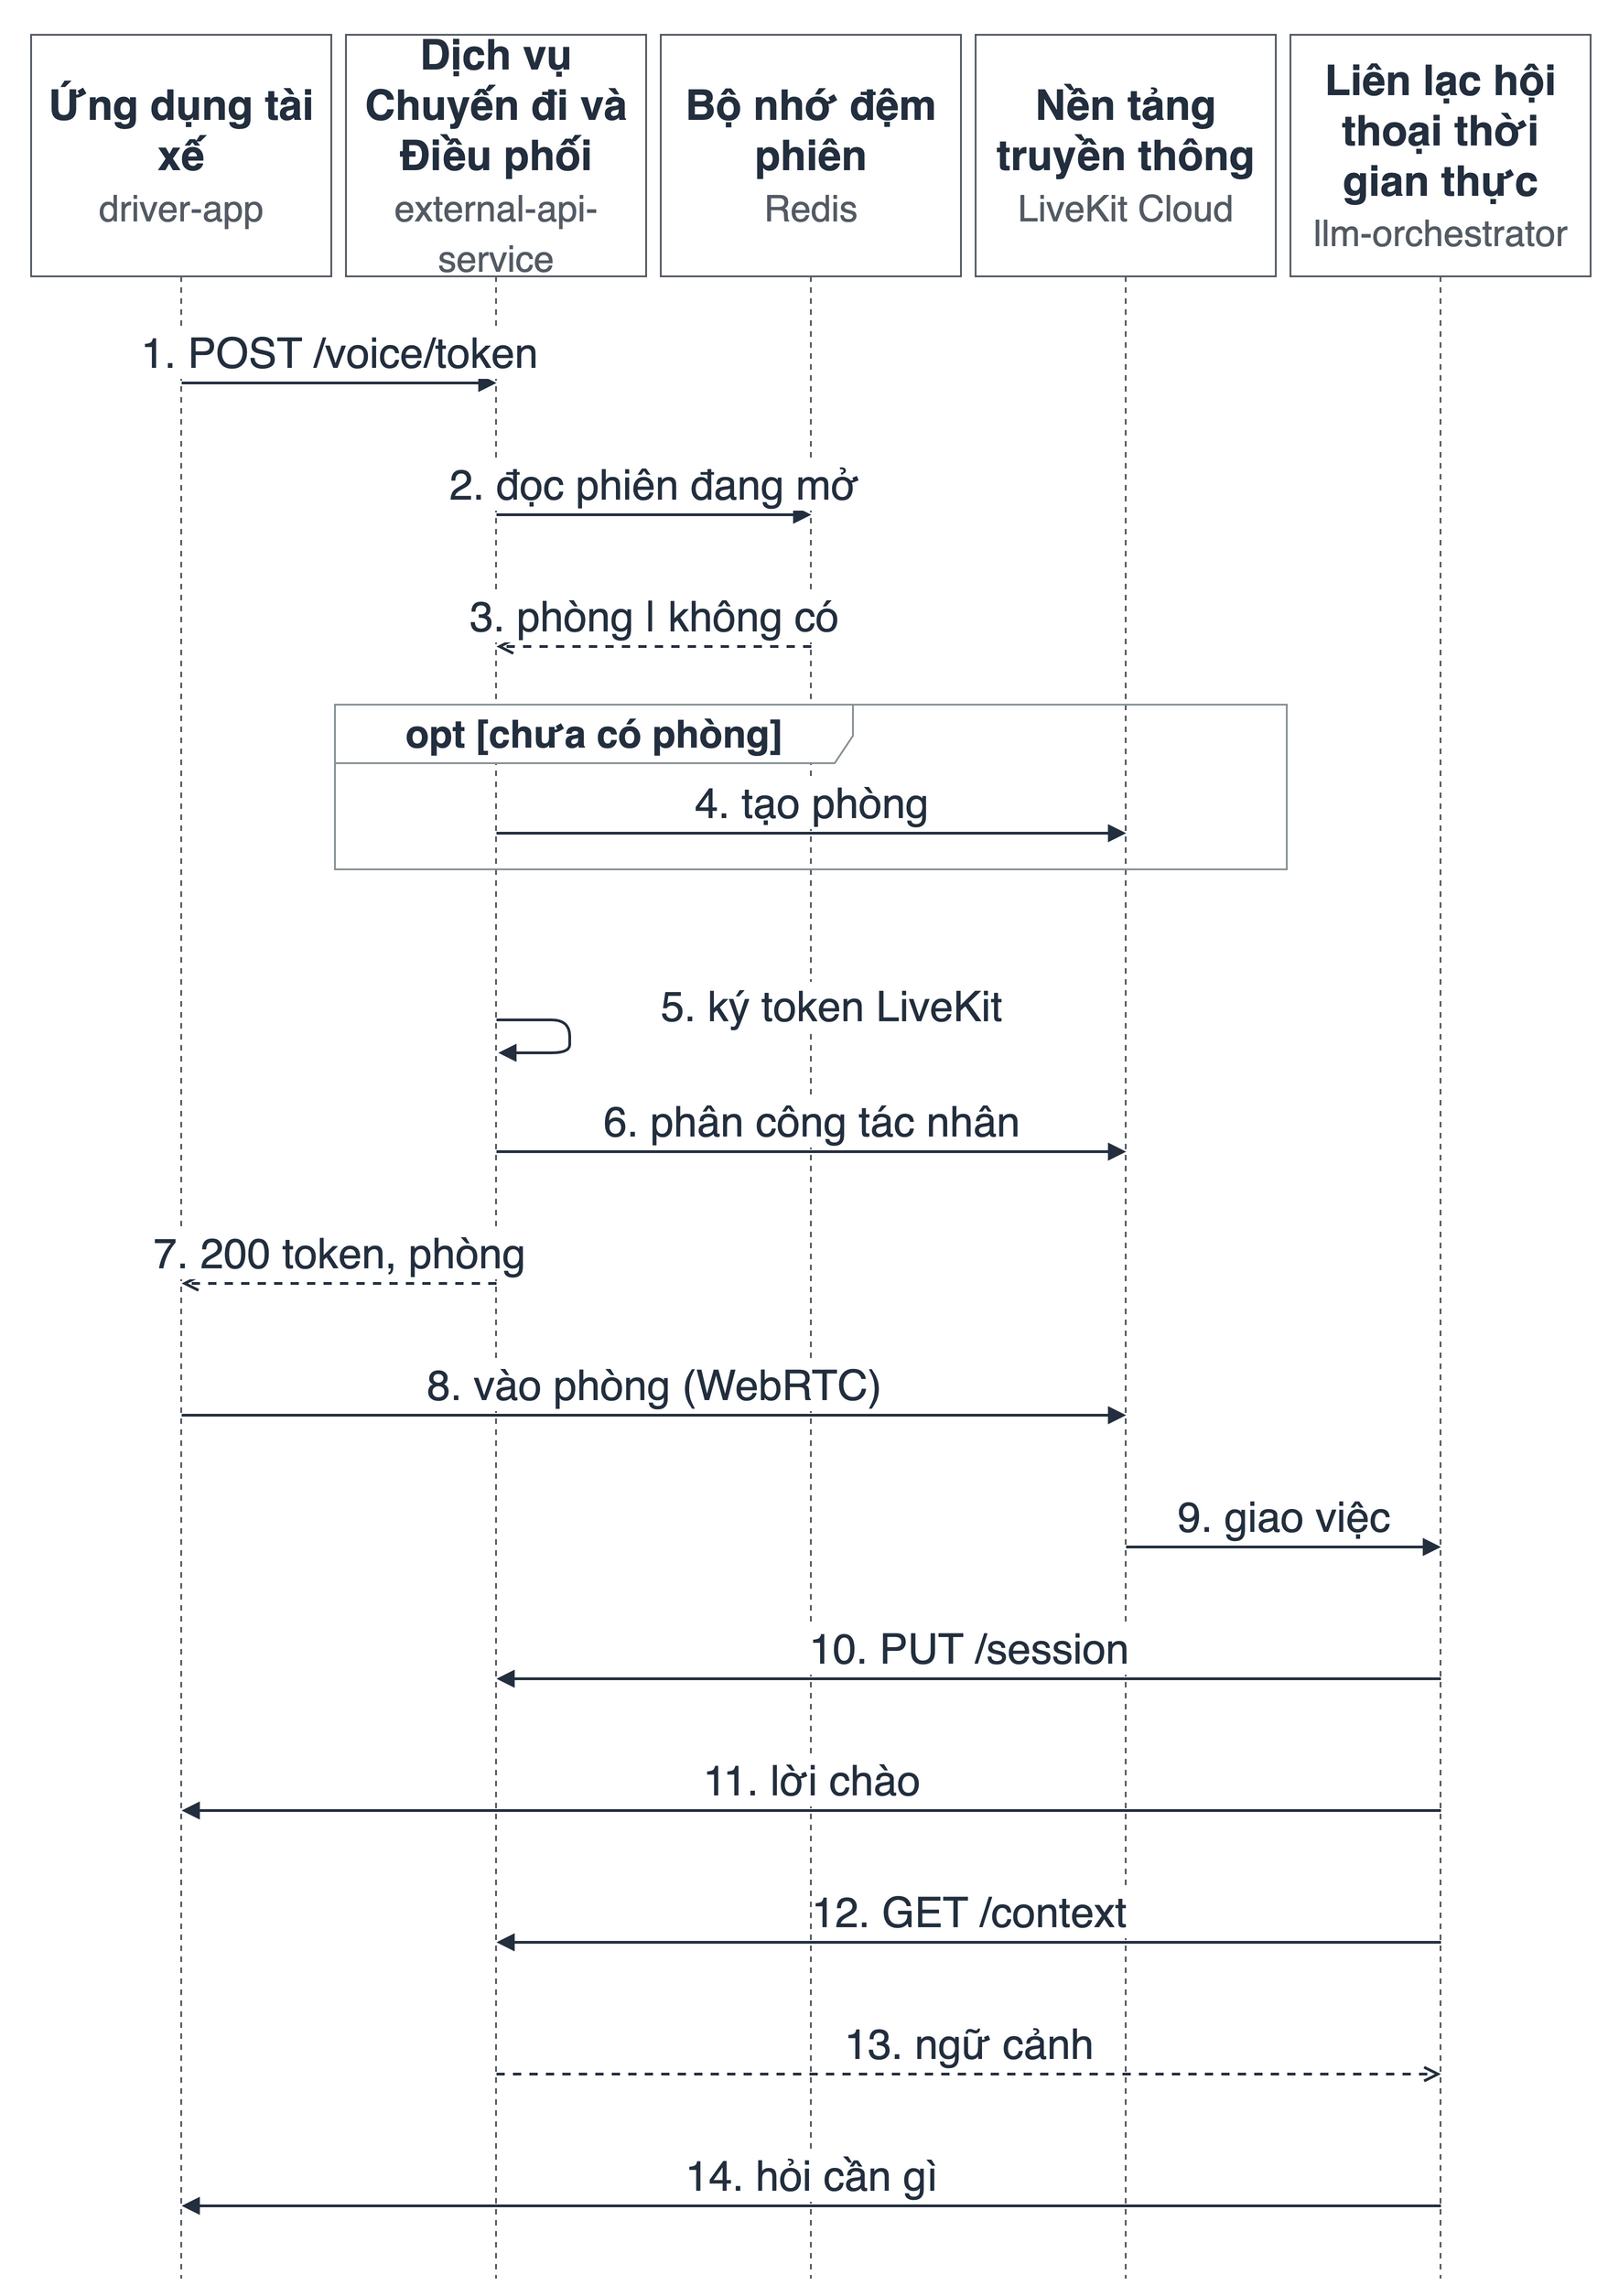 Ứng dụng tài
xế
driver-app
Dịch vụ
Chuyến đi và
Điều phối
external-api-
service
Bộ nhớ đệm
phiên
Redis
Nền tảng
truyền thông
LiveKit Cloud
Liên lạc hội
thoại thời
gian thực
llm-orchestrator
1. POST /voice/token
2. đọc phiên đang mở
3. phòng | không có
opt [chưa có phòng]
4. tạo phòng
5. ký token LiveKit
6. phân công tác nhân
7. 200 token, phòng
8. vào phòng (WebRTC)
9. giao việc
10. PUT /session
11. lời chào
12. GET /context
13. ngữ cảnh
14. hỏi cần gì